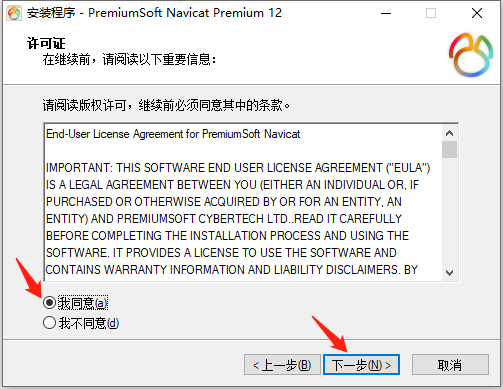 安装程序 - PremiumSoft Navicat Premium 12
许可证
在继续前，请阅读以下重要信息：
请阅读版权许可，继续前必须同意其中的条款。
End-User License Agreement for PremiumSoft Navicat
IMPORTANT: THIS SOFTWARE END USER LICENSE AGREEMENT ("EULA")
IS A LEGAL AGREEMENT BETWEEN YOU (EITHER AN INDIVIDUAL OR, IF
PURCHASED OR OTHERWISE ACQUIRED BY OR FOR AN ENTITY, AN
ENTITY) AND PREMIUMSOFT CYBERTECH LTD..READ IT CAREFULLY
BEFORE COMPLETING THE INSTALLATION PROCESS AND USING THE
SOFTWARE. IT PROVIDES A LICENSE TO USE THE SOFTWARE AND
CONTAINS WARRANTY INFORMATION AND LIABILITY DISCLAIMERS. BY
我同意(a)
我不同意(d)
< 上一步(B)
下一步(N) >
取消